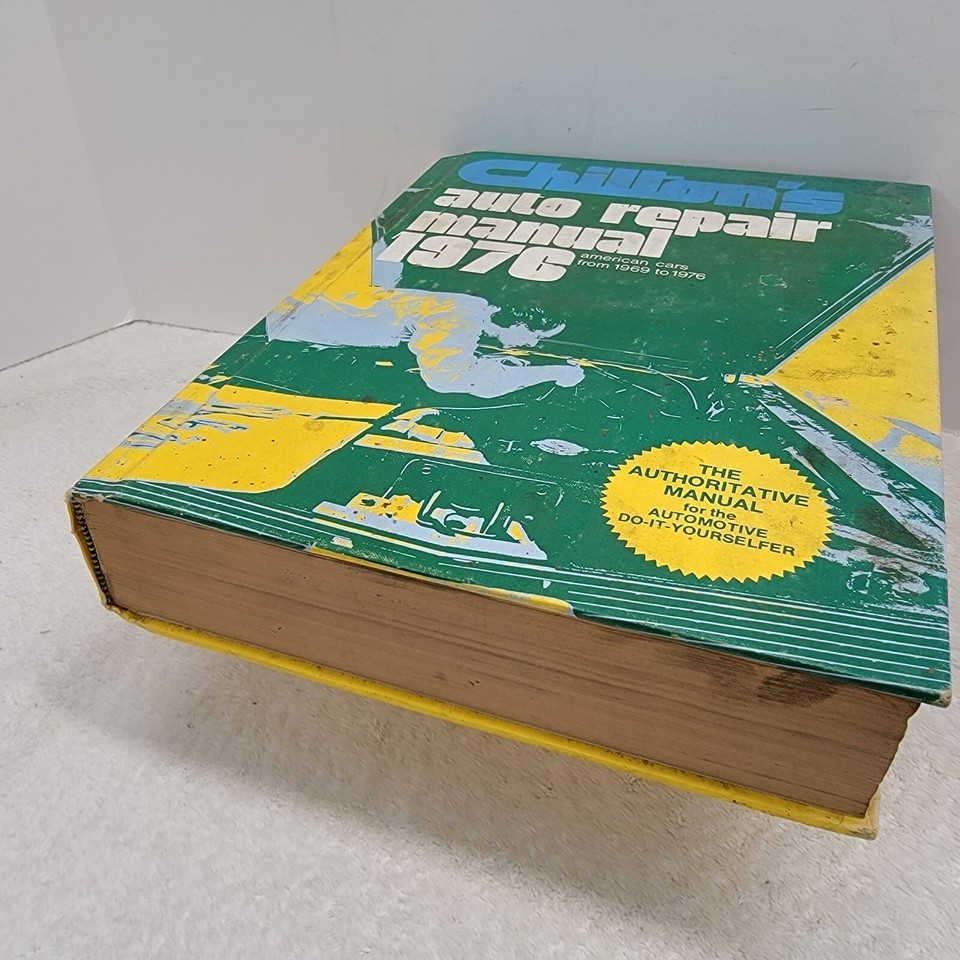 Chilton's
auto repair
manual
1976
american cars
from 1969 to 1976
THE
AUTHORITATIVE
MANUAL
for the
AUTOMOTIVE
DO-IT-YOURSELFER